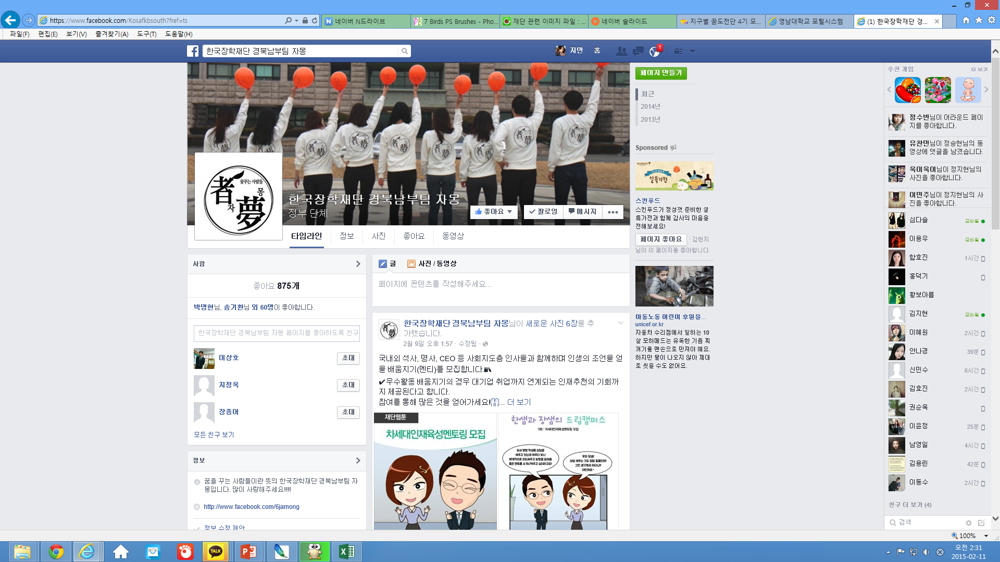 https://www.facebook.com/Kosafkbsouth?fref=ts
네이버 N드라이브
7 Birds PS Brushes - Pho...
재단 관련 이미지 파일 : ...
네이버 슬라이드
지구별 꿈도전단 4기 모...
영남대학교 포털시스템
(1) 한국장학재단 경...
파일(F) 편집(E) 보기(V) 즐겨찾기(A) 도구(T) 도움말(H)
한국장학재단 경북남부팀 자몽
지민 홈
1
者夢
꿈꾸는 사람들
者 자
夢 몽
한국장학재단 경북남부팀 자몽
정부 단체
좋아요
팔로잉
메시지
타임라인 정보 사진 좋아요 동영상
사람
좋아요 875개
박명현님, 송기환님 외 60명이 좋아합니다.
한국장학재단 경북남부팀 자몽 페이지를 좋아하도록 친구
이상호 초대
지정옥 초대
장종여 초대
모든 친구 보기
정보
꿈을 꾸는 사람들이란 뜻의 한국장학재단 경북남부팀 자
몽입니다. 많이 사랑해주세요!!!!
http://www.facebook.com/6jamong
정보 수정 제안
글 사진 / 동영상
페이지에 콘텐츠를 작성해주세요...
한국장학재단 경북남부팀 자몽님이 새로운 사진 6장을 추
가했습니다.
2월 9일 오후 1:57 · 수정됨 ·
국내외 석사, 명사, CEO 등 사회지도층 인사들과 함께하며 인생의 조언을 얻
을 배움지기(멘티)를 모집합니다.
✔우수활동 배움지기의 경우 대기업 취업까지 연계되는 인재추천의 기회까
지 제공된다고 합니다.
참여를 통해 많은 것을 얻어가세요!... 더 보기
재단웹툰
차세대인재육성멘토링 모집
한샘과 장샘의 드림캠퍼스
9화 : 차세대인재육성멘토링 모집
페이지 만들기
최근
2014년
2013년
Sponsored
설특가전
스킨푸드
스킨푸드가 정성껏 준비한 설
특가전과 함께 감사의 마음을
전해보세요!
페이지 좋아요 · 김현지
님이 이 페이지을 좋아합니다.
아동노동 어린이 후원을...
unicef.or.kr
자동차 수리점에서 일하는 10
살 모하메드는 유독한 기름 찌
꺼기를 맨손으로 만져야 해요.
하지만 물이 나오지 않아 제대
로 씻을 수도 없어요.
추천 게임 더 보기
정수빈님이 어라운드 페이
지를 좋아합니다.
유찬민님이 정승현님의 동
영상에 댓글을 남겼습니다.
욱이욱이님이 정지현님의
사진을 좋아합니다.
이민주님이 정지현님의 사
진을 좋아합니다.
심다슬 모바일
이용우 모바일
함효진 1시간
홍덕기
황보아름
김지현 모바일
이혜원 2시간
안나경 39분
신민수 6시간
김효진 2시간
권순욱
이윤정 25분
남영일 4시간
김용린 42분
이동수 2시간
친구 더 보기 (4)
검색
100%
TALK
오전 2:31
2015-02-11